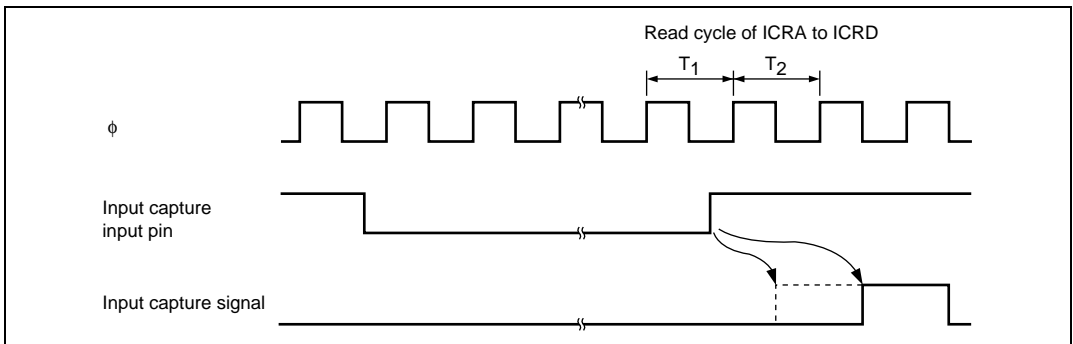 Read cycle of ICRA to ICRD
T1 T2
ϕ
Input capture
input pin
Input capture signal